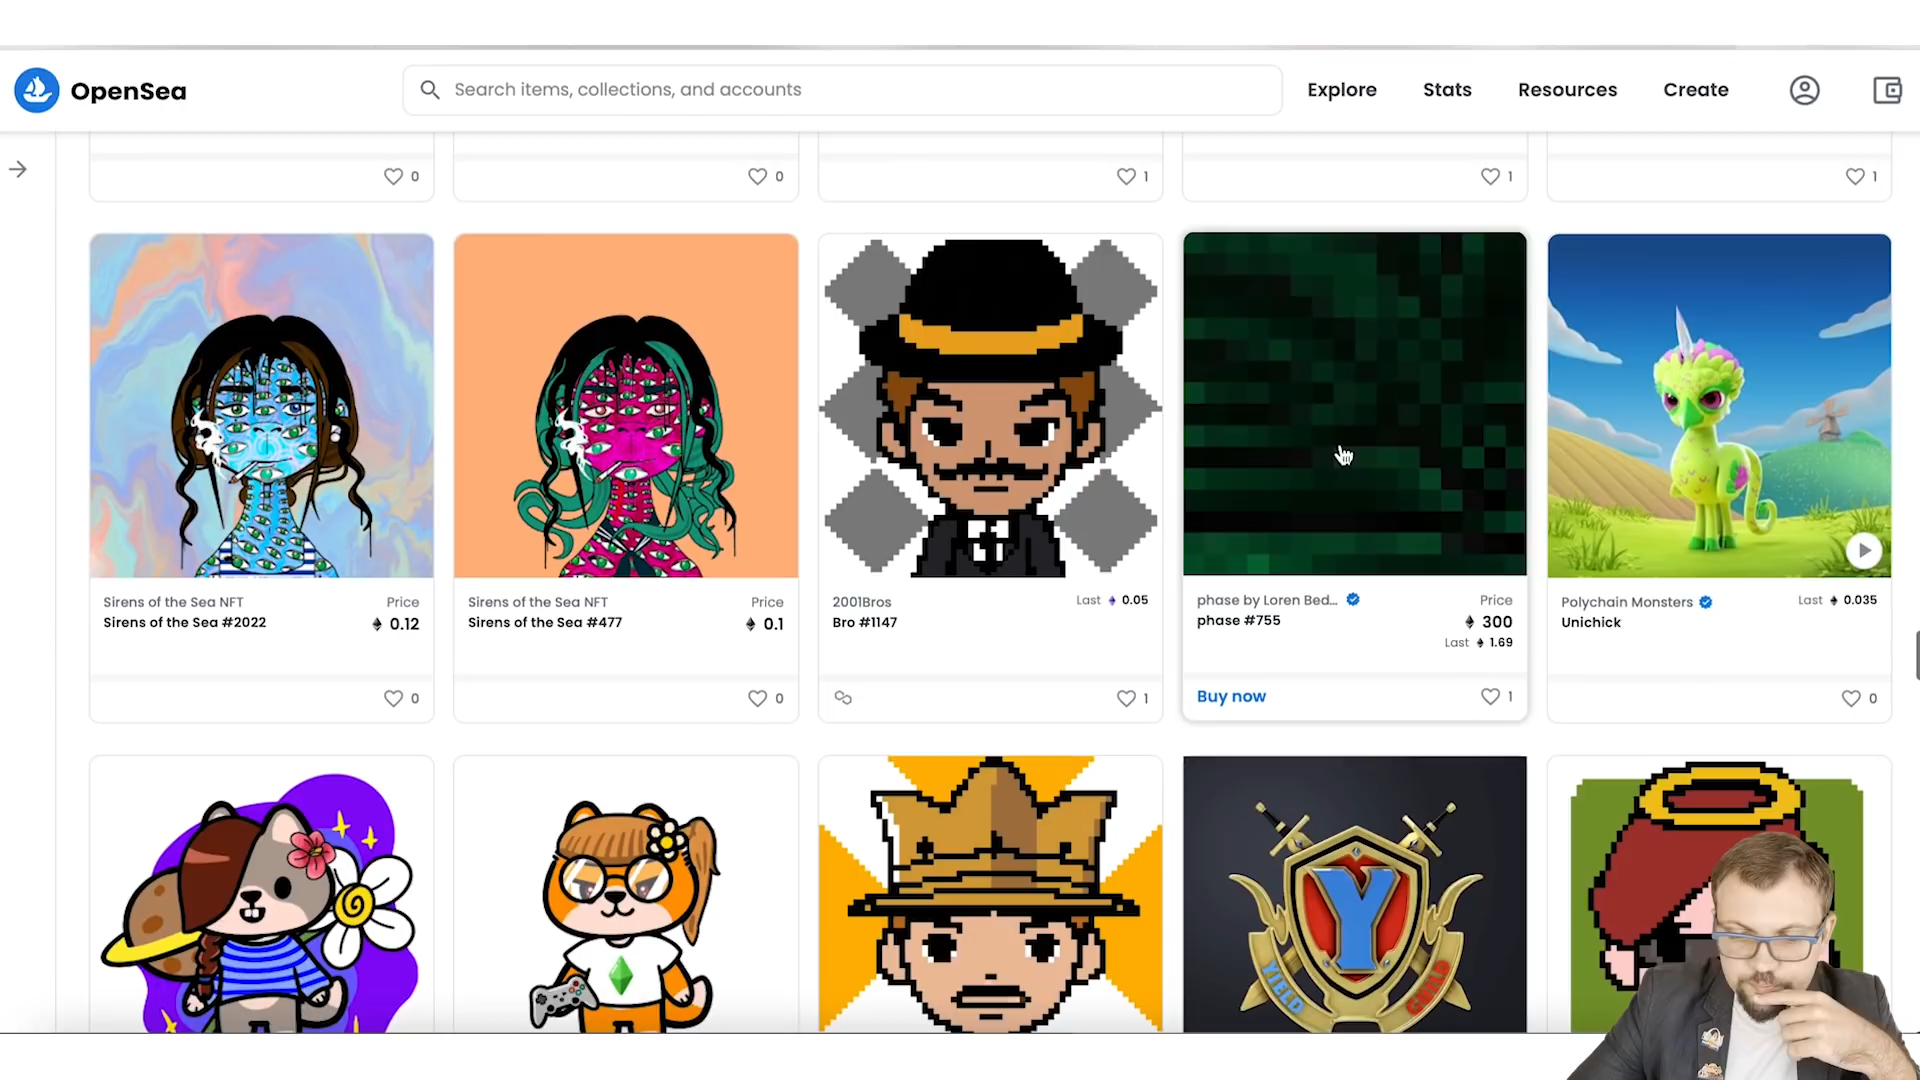 OpenSea
Search items, collections, and accounts
Explore
Stats
Resources
Create
0
0
1
1
1
Sirens of the Sea NFT
Price
Sirens of the Sea #2022
0.12
0
Sirens of the Sea NFT
Price
Sirens of the Sea #477
0.1
0
2001Bros
Last 0.05
Bro #1147
1
phase by Loren Bed...
Price
phase #755
300
Last 1.69
Buy now
1
Polychain Monsters
Last 0.035
Unichick
0
Y
YIELD
GUILD